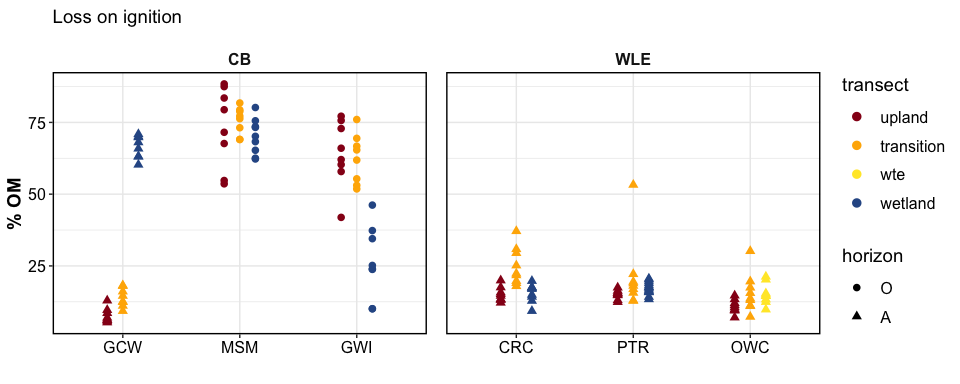 Loss on ignition
CB
WLE
% OM
75
50
25
GCW
MSM
GWI
CRC
PTR
OWC
transect
upland
transition
wte
wetland
horizon
O
A